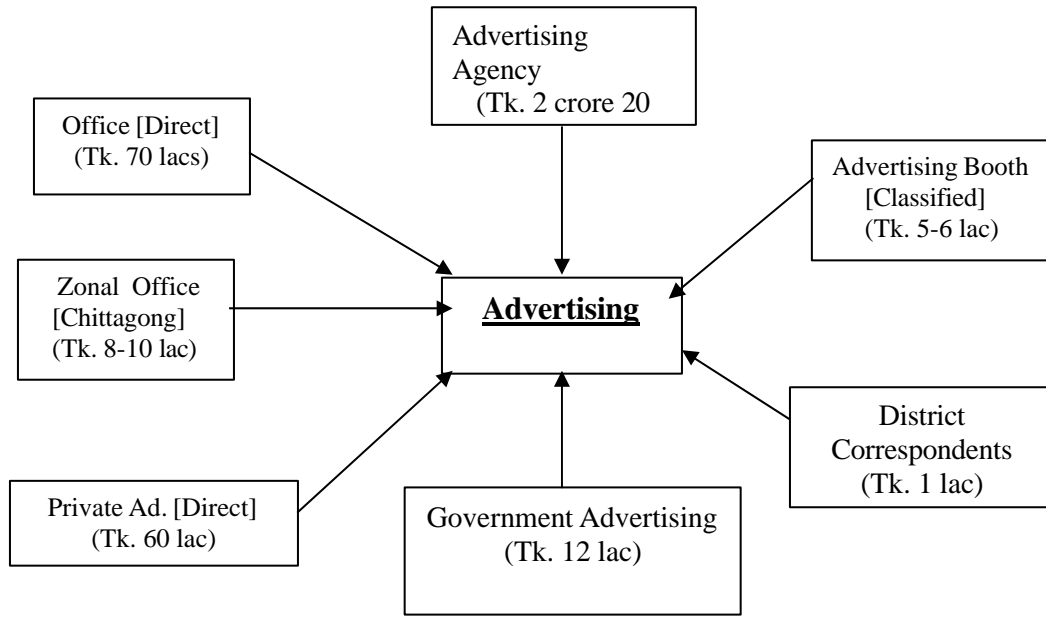 Advertising
Agency
(Tk. 2 crore 20
Office [Direct]
(Tk. 70 lacs)
Advertising Booth
[Classified]
(Tk. 5-6 lac)
Zonal Office
[Chittagong]
(Tk. 8-10 lac)
Advertising
District
Correspondents
(Tk. 1 lac)
Private Ad. [Direct]
(Tk. 60 lac)
Government Advertising
(Tk. 12 lac)